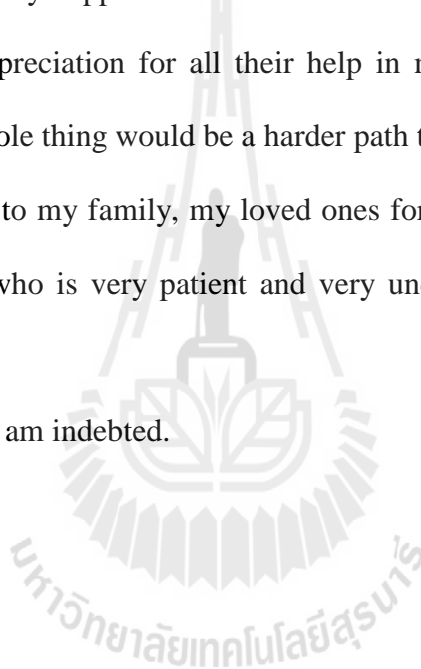 preciation for all their help in
ole thing would be a harder path
to my family, my loved ones for
who is very patient and very
am indebted.
มหาวิทยาลัยเทคโนโลยีสุรนารี